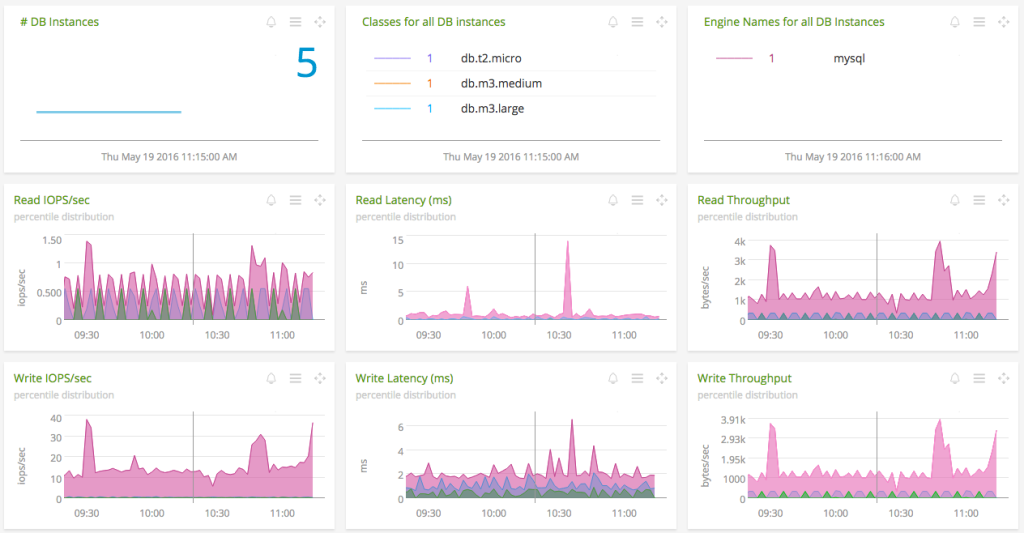 # DB Instances
5
Thu May 19 2016 11:15:00 AM
Classes for all DB instances
1 db.t2.micro
1 db.m3.medium
1 db.m3.large
Thu May 19 2016 11:15:00 AM
Engine Names for all DB Instances
1 mysql
Thu May 19 2016 11:16:00 AM
Read IOPS/sec
percentile distribution
iops/sec
1.50
1
0.500
0
09:30 10:00 10:30 11:00
Read Latency (ms)
percentile distribution
ms
15
10
5
0
09:30 10:00 10:30 11:00
Read Throughput
percentile distribution
bytes/sec
4k
3k
2k
1k
0
09:30 10:00 10:30 11:00
Write IOPS/sec
percentile distribution
iops/sec
40
30
20
10
0
09:30 10:00 10:30 11:00
Write Latency (ms)
percentile distribution
ms
6
4
2
0
09:30 10:00 10:30 11:00
Write Throughput
percentile distribution
bytes/sec
3.91k
2.93k
1.95k
1000
0
09:30 10:00 10:30 11:00